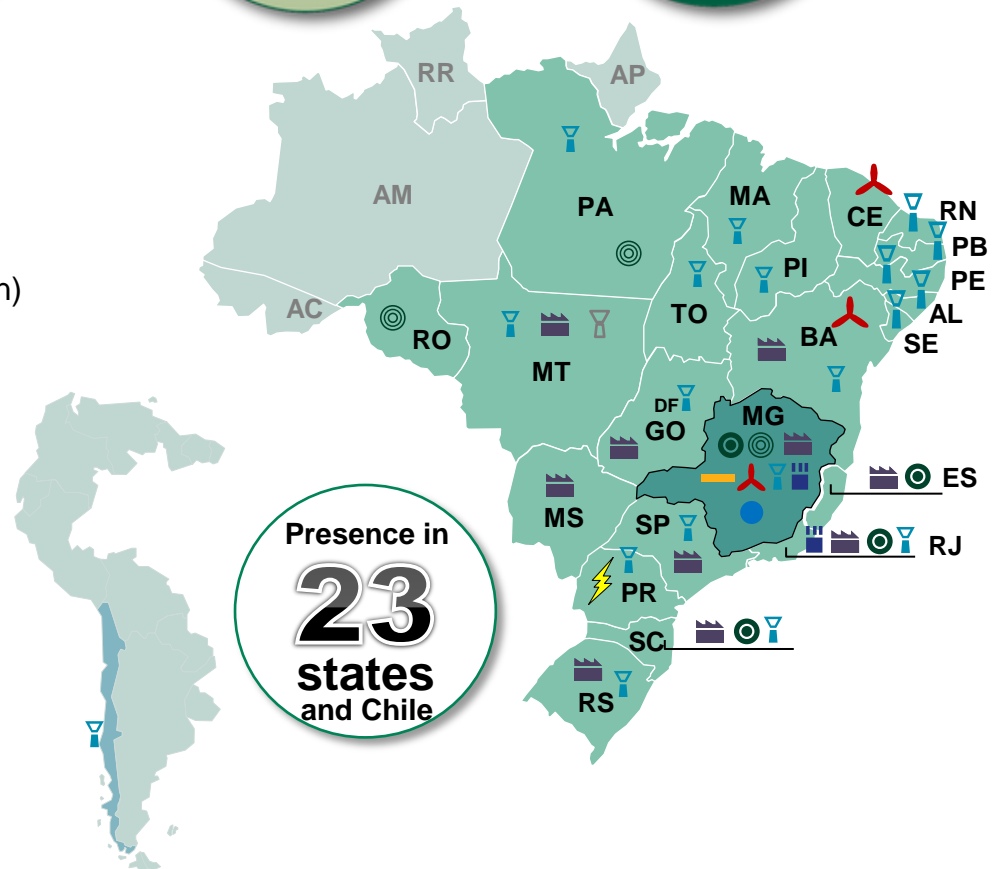 RR
AP
AM
PA
MA
CE
RN
PB
PI
PE
n)
AC
RO
TO
AL
BA
SE
MT
DF
GO
MG
ES
MS
SP
RJ
Presence in
23
states
and Chile
PR
SC
RS